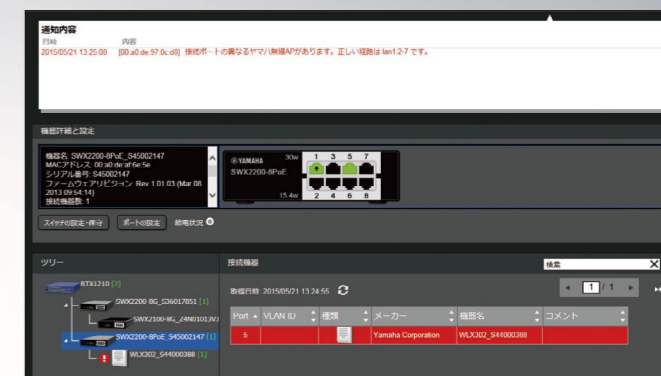 通知内容
日時 内容
2015/05/21 13:25:08 [00:a0:de:97:0c:d8] 接続ポートの異なるヤマハ無線APがあります。正しい経路は lan1:2-7 です。
機器詳細と設定
機器名: SWX2200-8PoE_S45002147
MACアドレス: 00:a0:de:af:6e:5e
シリアル番号: S45002147
ファームウェアリビジョン: Rev.1.01.03 (Mar 08 2013 09:54:14)
接続機器数: 1
YAMAHA 30w 1 3 5 7
SWX2200-8PoE
15.4w 2 4 6 8
スイッチの設定・保守 ポートの設定 給電状況
ツリー
RTX1210 [2]
SWX2200-8G_S36017851 [1]
SWX2100-8G_Z4N01013VJ
SWX2200-8PoE_S45002147 [1]
WLX302_S44000388 [1]
接続機器 検索
取得日時: 2015/05/21 13:24:55 1 / 1
Port VLAN ID 種類 メーカー 機器名 コメント
5 Yamaha Corporation WLX302_S44000388